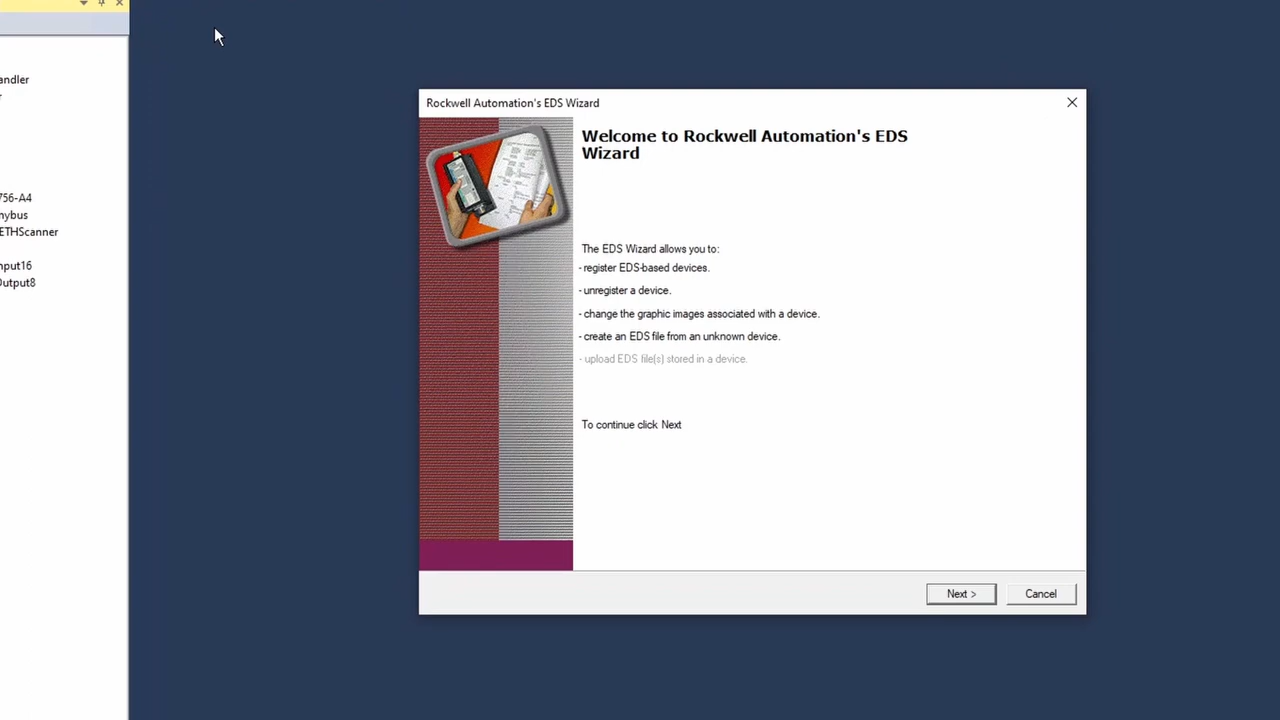 andler
756-A4
nybus
ETHScanner
nput16
Output8
Rockwell Automation's EDS Wizard
Welcome to Rockwell Automation's EDS
Wizard
The EDS Wizard allows you to:
- register EDS-based devices.
- unregister a device.
- change the graphic images associated with a device.
- create an EDS file from an unknown device.
- upload EDS file(s) stored in a device.
To continue click Next
Next >
Cancel